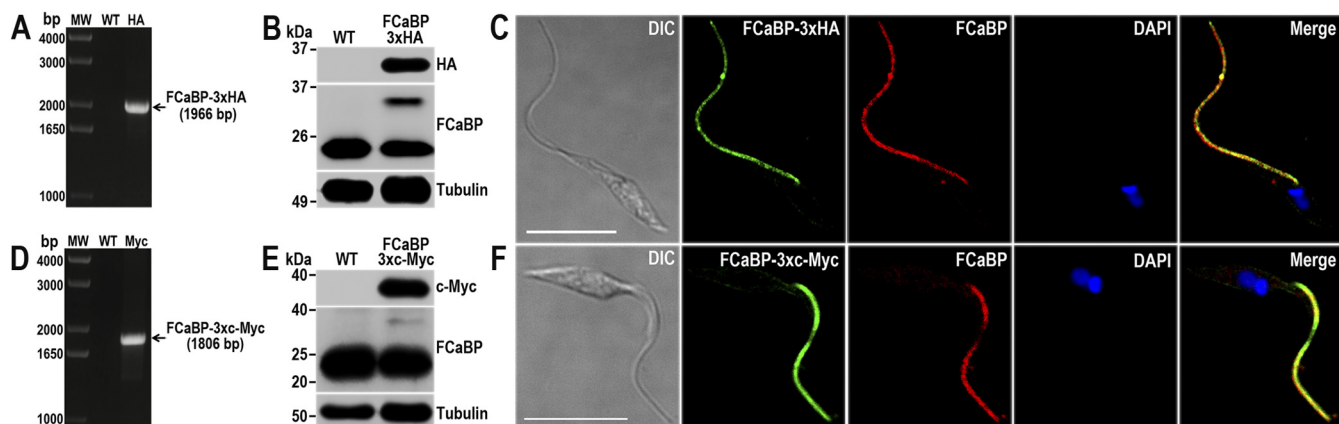 A
bp MW WT HA
4000
3000
2000
1650
1000
FCaBP-3xHA
(1966 bp)
B
kDa
WT
FCaBP
3xHA
37
HA
37
26
FCaBP
49
Tubulin
C
DIC
FCaBP-3xHA
FCaBP
DAPI
Merge
D
bp MW WT Myc
4000
3000
2000
1650
1000
FCaBP-3xc-Myc
(1806 bp)
E
kDa
WT
FCaBP
3xc-Myc
40
c-Myc
40
25
20
FCaBP
50
Tubulin
F
DIC
FCaBP-3xc-Myc
FCaBP
DAPI
Merge